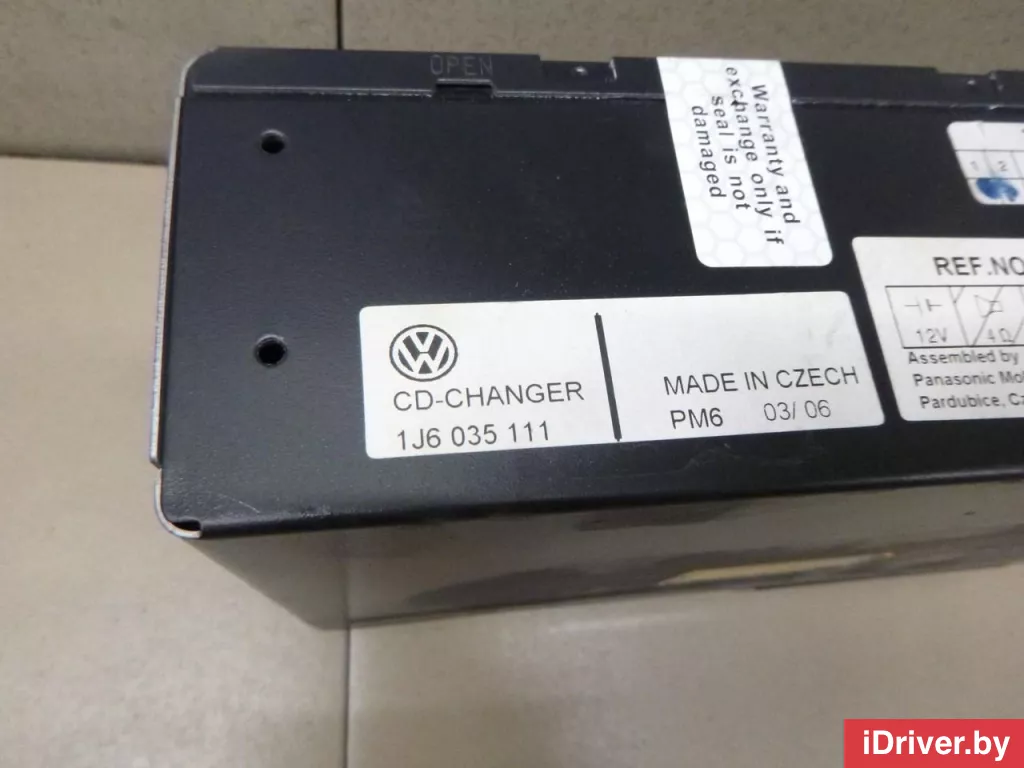 OPEN
Warranty and
exchange only if
seal is not
damaged
1 2
REF.NO
12V 4Ω
Assembled by
Panasonic
Pardubice,
VW
CD-CHANGER
1J6 035 111
MADE IN CZECH
PM6 03/06
iDriver.by